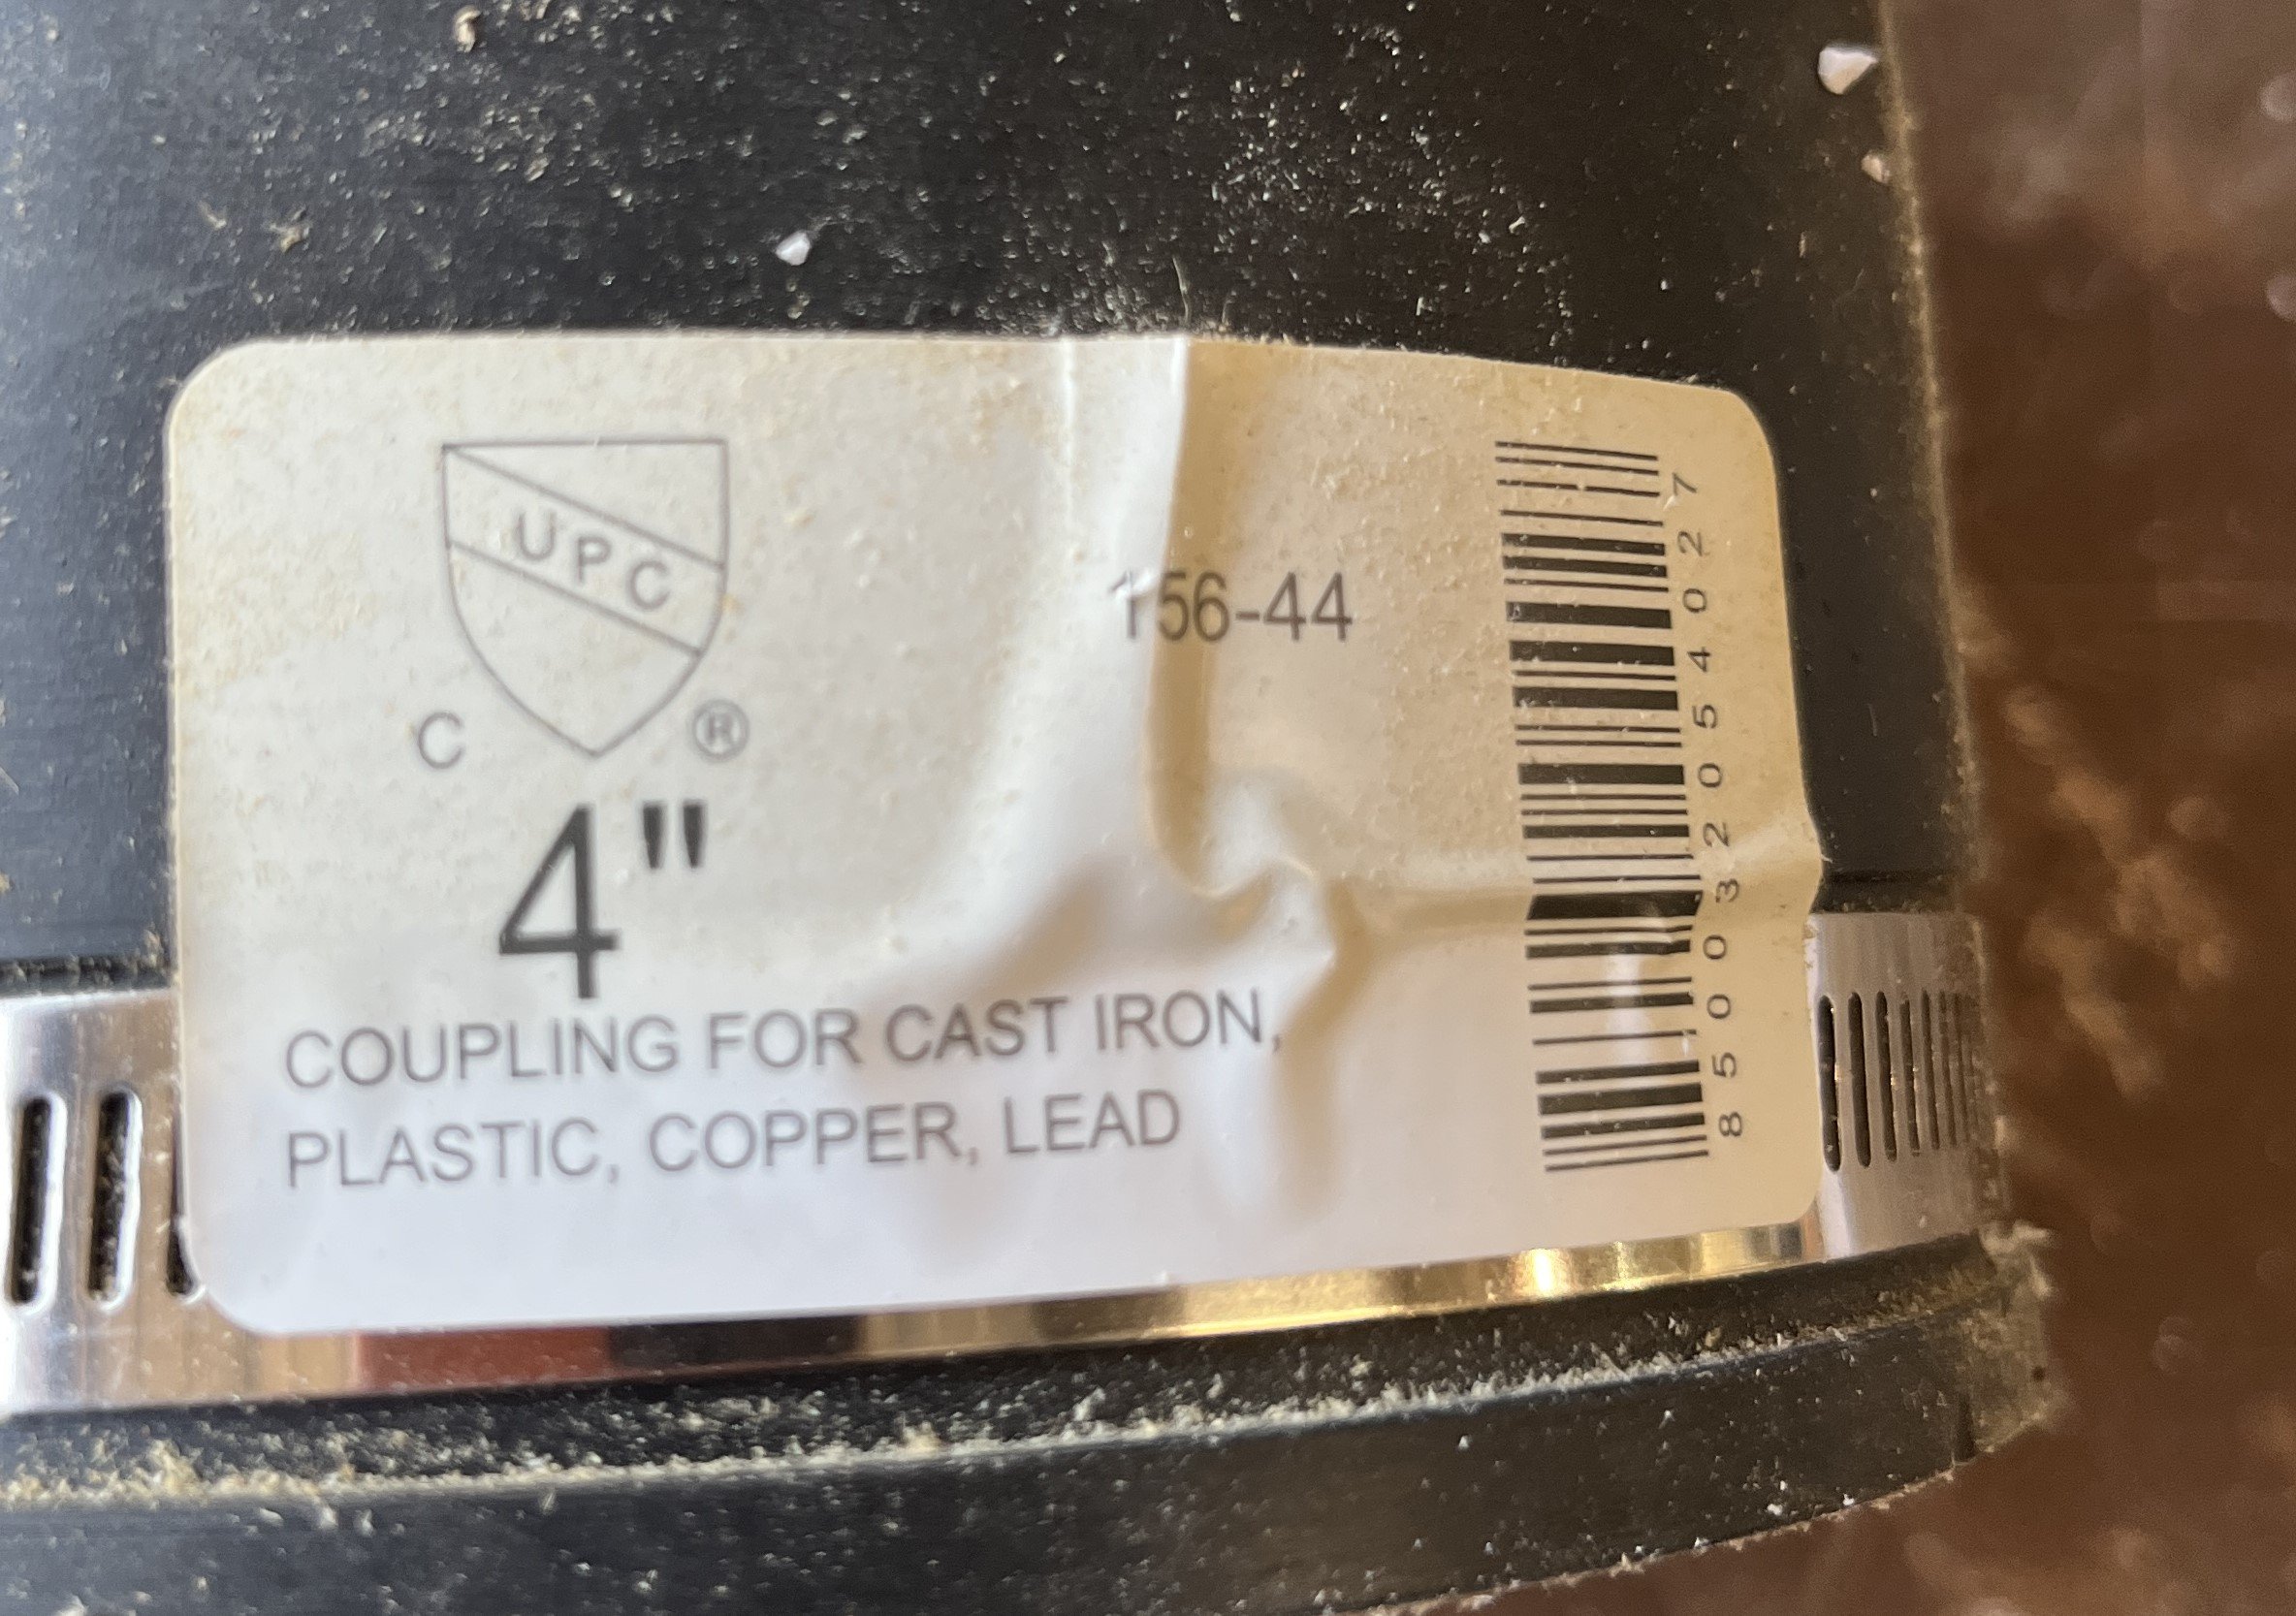 UPC
C ®
156-44
4"
COUPLING FOR CAST IRON,
PLASTIC, COPPER, LEAD
850032054027